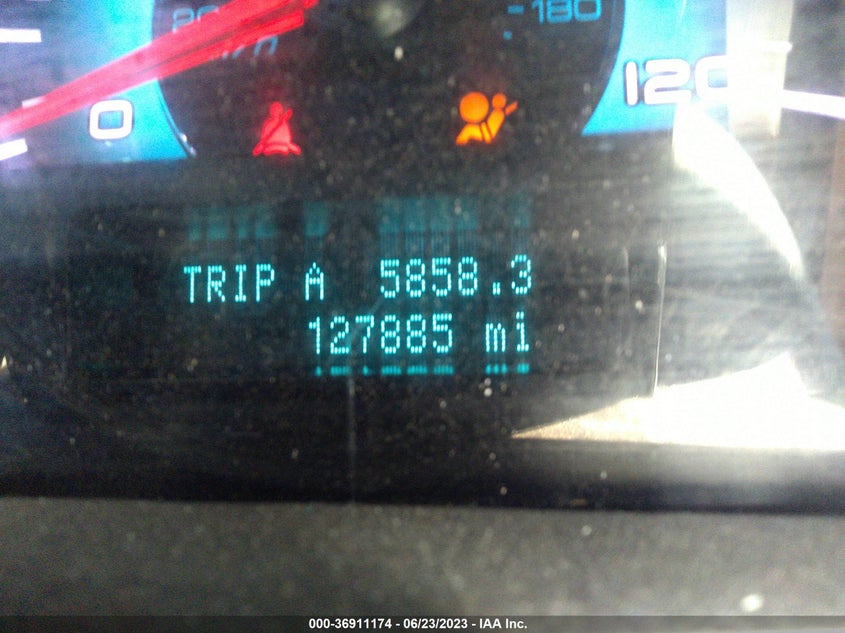 180
0
120
TRIP A 5858.3
127885 mi
000-36911174 - 06/23/2023 - IAA Inc.